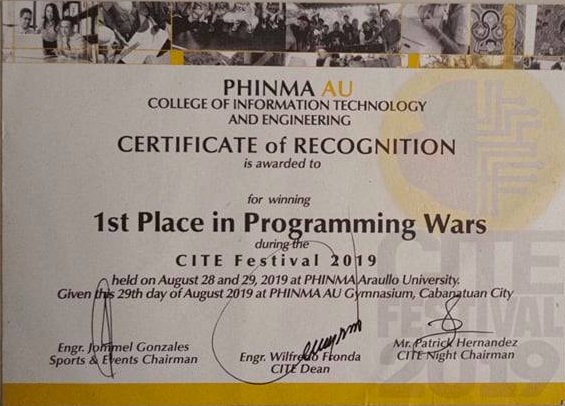 PHINMA AU
COLLEGE OF INFORMATION TECHNOLOGY
AND ENGINEERING
CERTIFICATE of RECOGNITION
is awarded to
for winning
1st Place in Programming Wars
during the
CITE Festival 2019
held on August 28 and 29, 2019 at PHINMA Araullo University.
Given this 29th day of August 2019 at PHINMA AU Gymnasium, Cabanatuan City
Engr. Jommel Gonzales
Sports & Events Chairman
Engr. Wilfredo Fronda
CITE Dean
Mr. Patrick Hernandez
CITE Night Chairman
CITE
FESTIVAL
2019